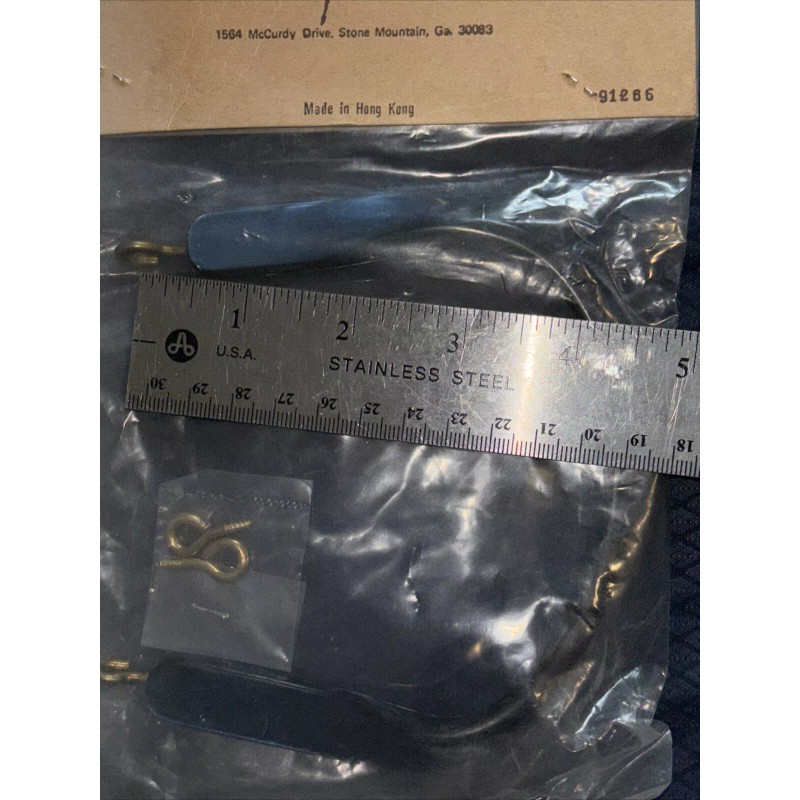 1564 McCurdy Drive, Stone Mountain, Ga. 30083
91286
Made in Hong Kong
1 2 3 4 5
U.S.A. STAINLESS STEEL
30 29 28 27 26 25 24 23 22 21 20 19 18